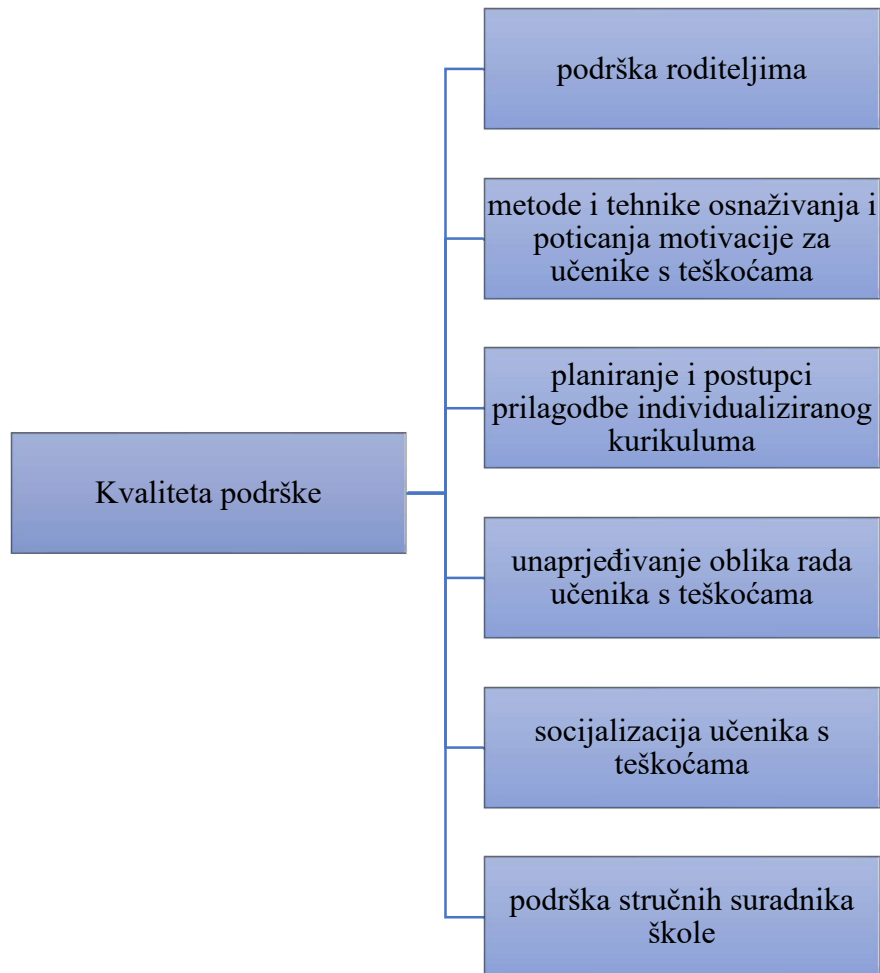 podrška roditeljima
metode i tehnike osnaživanja i
poticanja motivacije za
učenike s teškoćama
planiranje i postupci
prilagodbe individualiziranog
kurikuluma
Kvaliteta podrške
unaprjeđivanje oblika rada
učenika s teškoćama
socijalizacija učenika s
teškoćama
podrška stručnih suradnika
škole